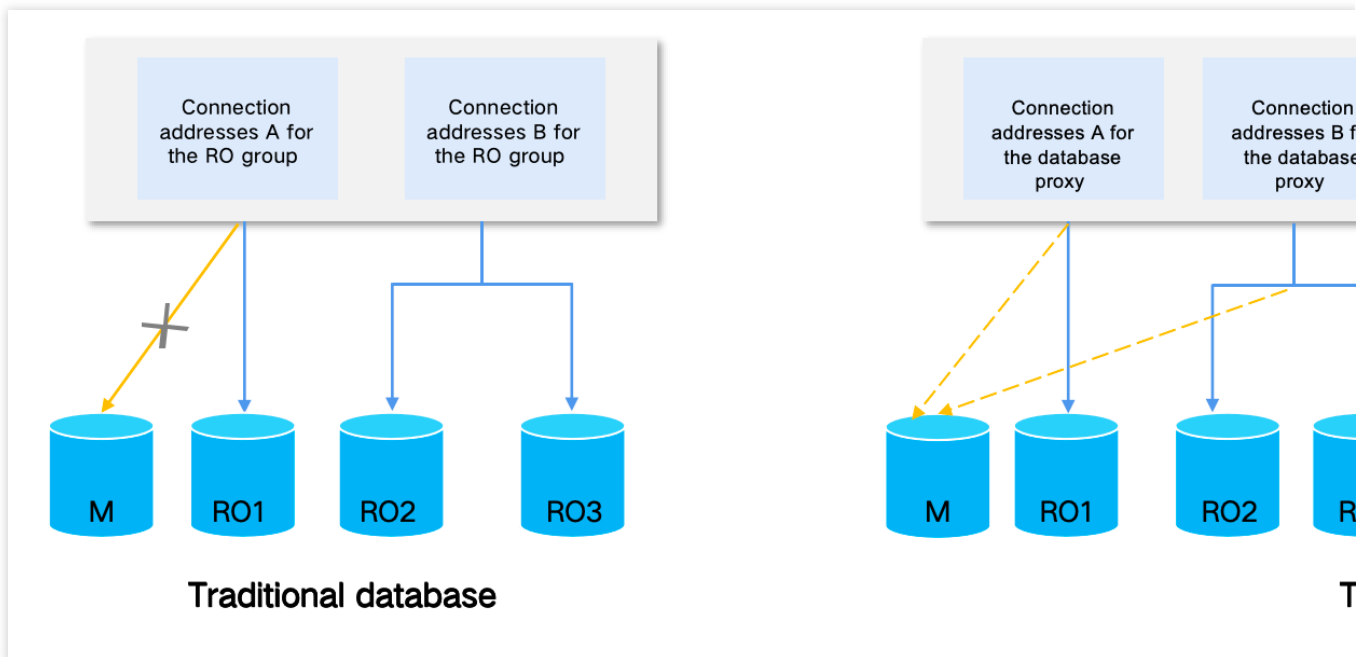 Connection
addresses A for
the RO group
Connection
addresses B for
the RO group
M
RO1
RO2
RO3
Traditional database
Connection
addresses A for
the database
proxy
Connection
addresses B f
the database
proxy
M
RO1
RO2
R
T